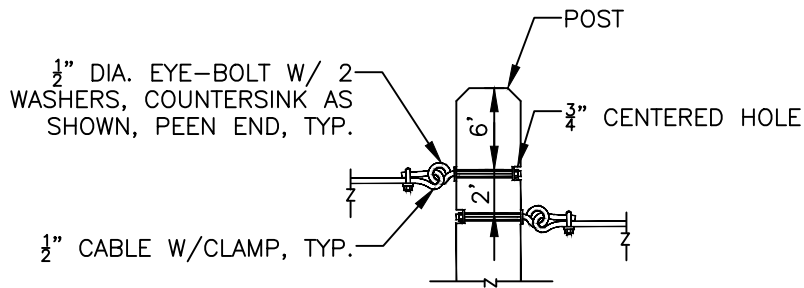 POST
½" DIA. EYE-BOLT W/ 2
WASHERS, COUNTERSINK AS
SHOWN, PEEN END, TYP.
6'
¾" CENTERED HOLE
2'
½" CABLE W/CLAMP, TYP.